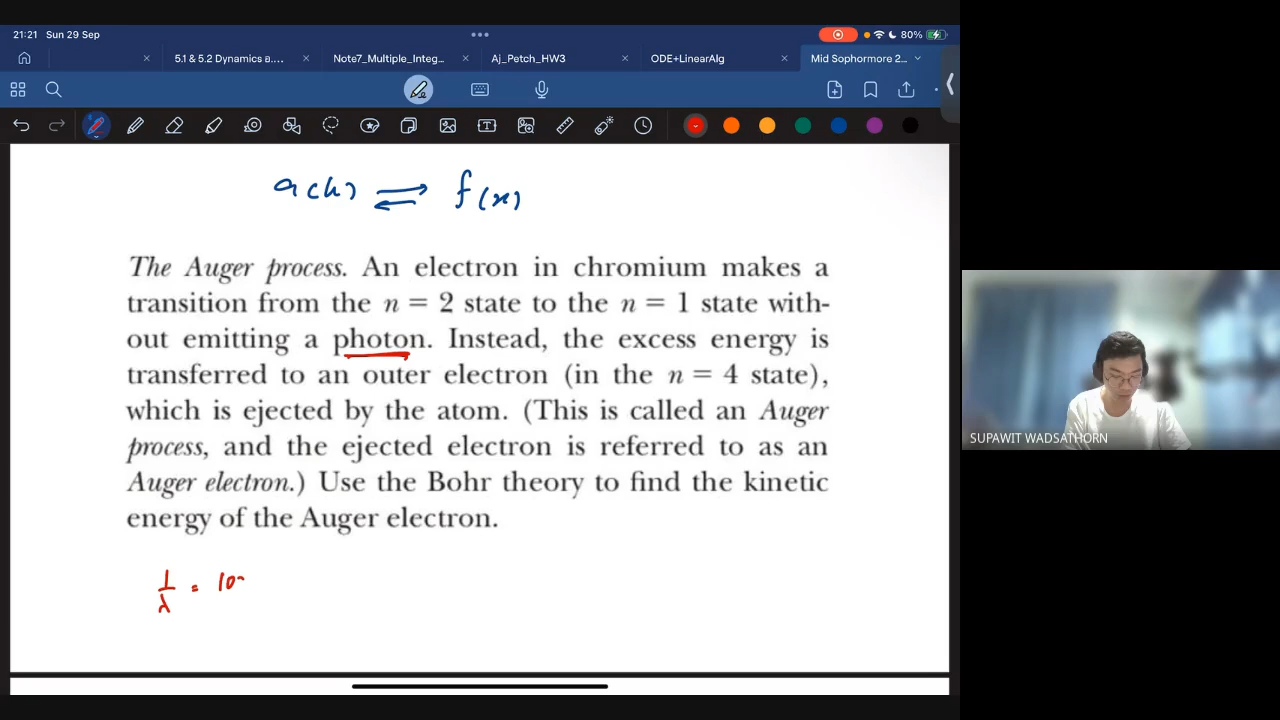 21:21 Sun 29 Sep 80%
5.1 & 5.2 Dynamics a.... Note7_Multiple_Integ... Aj_Petch_HW3 ODE+LinearAlg Mid Sophormore 2...
a(k) ⇌ f(x)
The Auger process. An electron in chromium makes a
transition from the n = 2 state to the n = 1 state with-
out emitting a photon. Instead, the excess energy is
transferred to an outer electron (in the n = 4 state),
which is ejected by the atom. (This is called an Auger
process, and the ejected electron is referred to as an
Auger electron.) Use the Bohr theory to find the kinetic
energy of the Auger electron.
1/λ = 10
SUPAWIT WADSATHORN